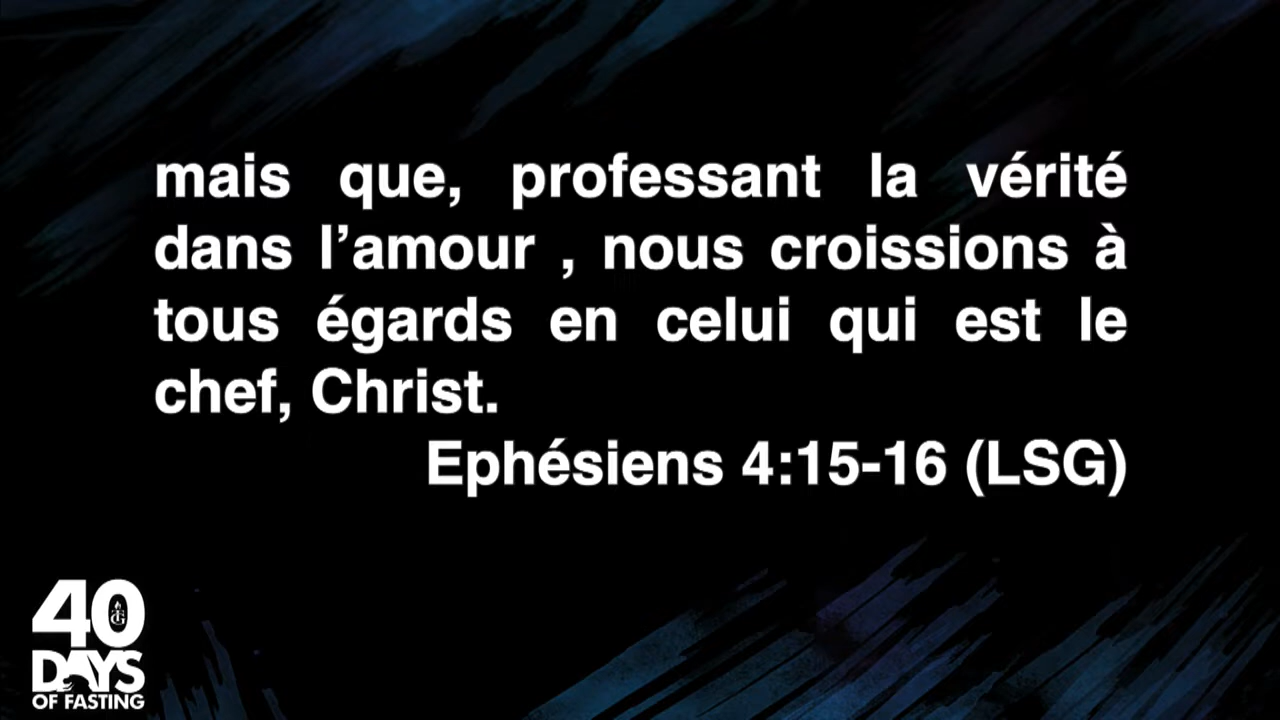 mais que, professant la vérité
dans l’amour , nous croissions à
tous égards en celui qui est le
chef, Christ.
Ephésiens 4:15-16 (LSG)
40
DAYS
OF FASTING